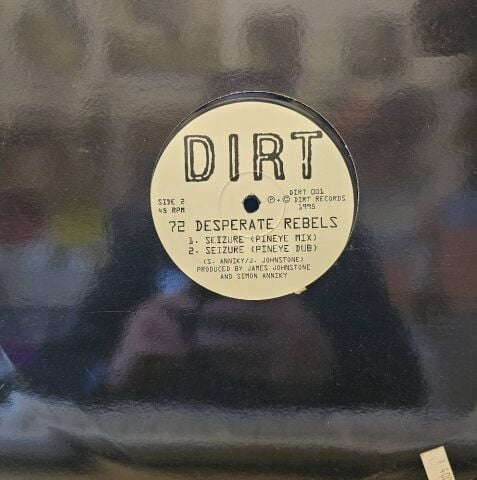 DIRT
DIRT 001
SIDE 2
℗ + © DIRT RECORDS
45 RPM
1995
72 DESPERATE REBELS
1. SEIZURE (PINEYE MIX)
2. SEIZURE (PINEYE DUB)
(S. ANNIKY/J. JOHNSTONE)
PRODUCED BY JAMES JOHNSTONE
AND SIMON ANNIKY